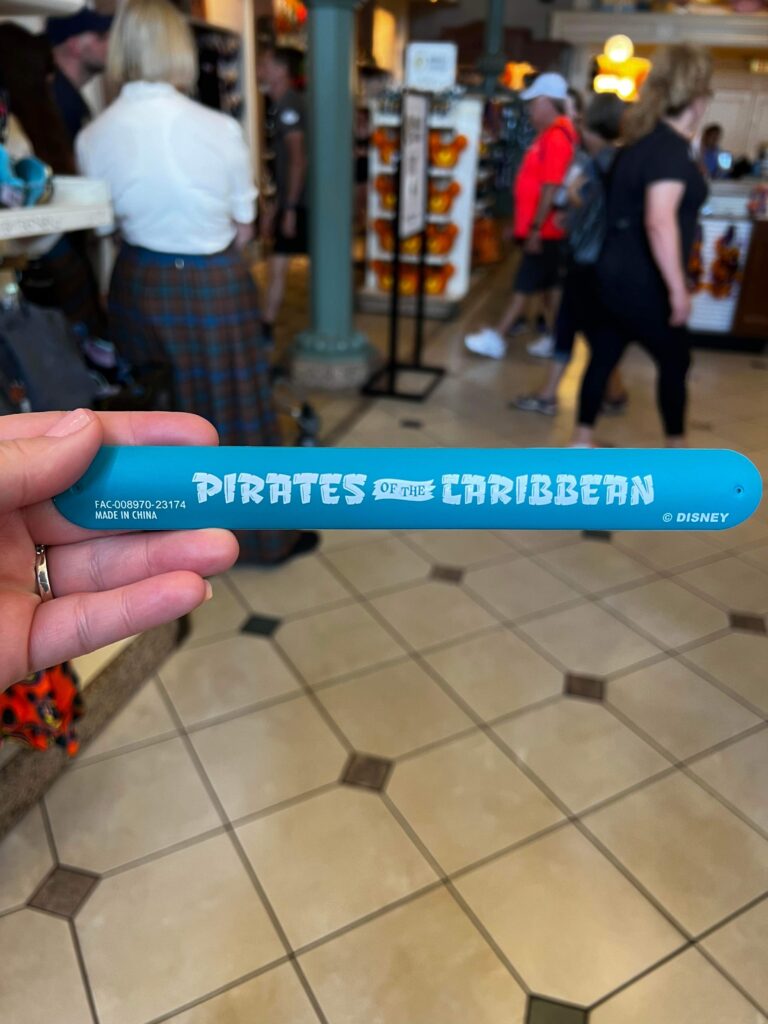 PIRATES OF THE CARIBBEAN
FAC-008970-23174
MADE IN CHINA
© DISNEY